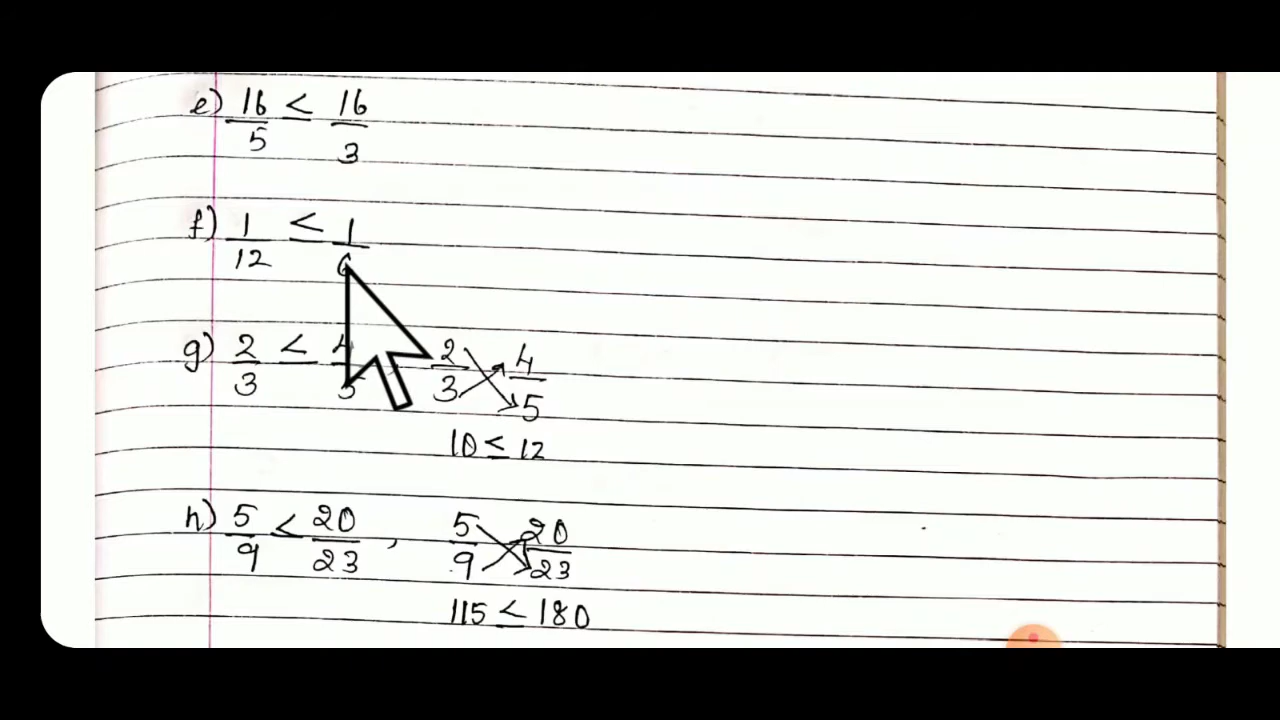 e) 16/5 < 16/3
f) 1/12 < 1/6
g) 2/3 < 4/5 , 2/3 4/5
10 < 12
h) 5/9 < 20/23 , 5/9 20/23
115 < 180